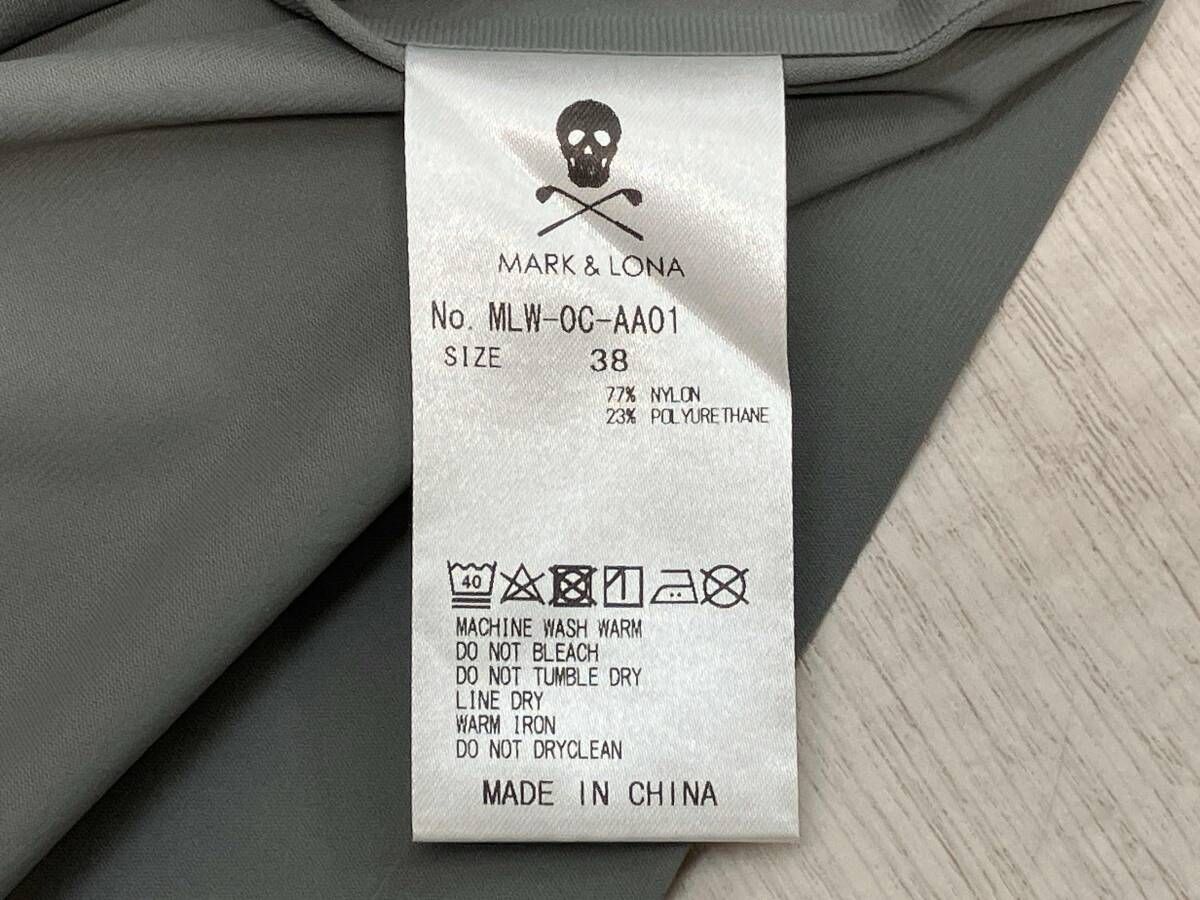 MARK & LONA
No. MLW-OC-AA01
SIZE 38
77% NYLON
23% POLYURETHANE
40
MACHINE WASH WARM
DO NOT BLEACH
DO NOT TUMBLE DRY
LINE DRY
WARM IRON
DO NOT DRYCLEAN
MADE IN CHINA